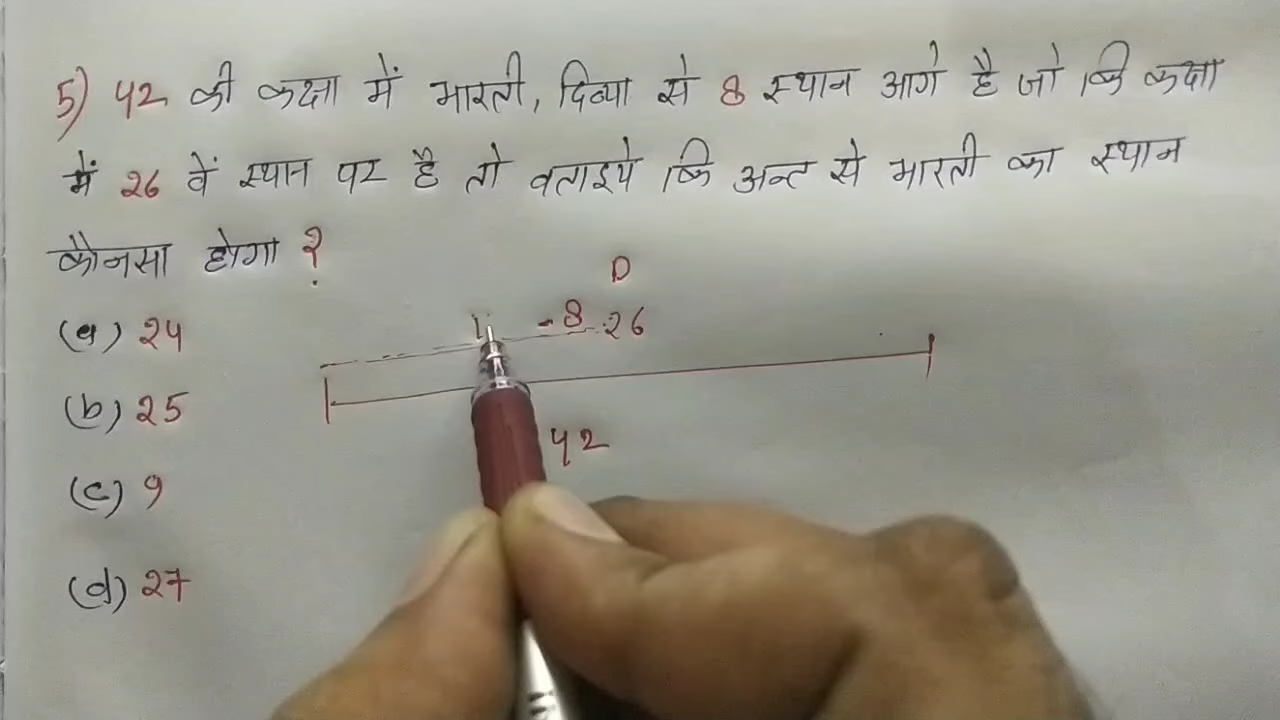 5) 42 की कक्षा में भारती, दिव्या से 8 स्थान आगे है जो कि कक्षा
में 26 वें स्थान पर है तो बताइये कि अन्त से भारती का स्थान
कौनसा होगा ?
D
(a) 24
- 8 26
(b) 25
42
(c) 9
(d) 27